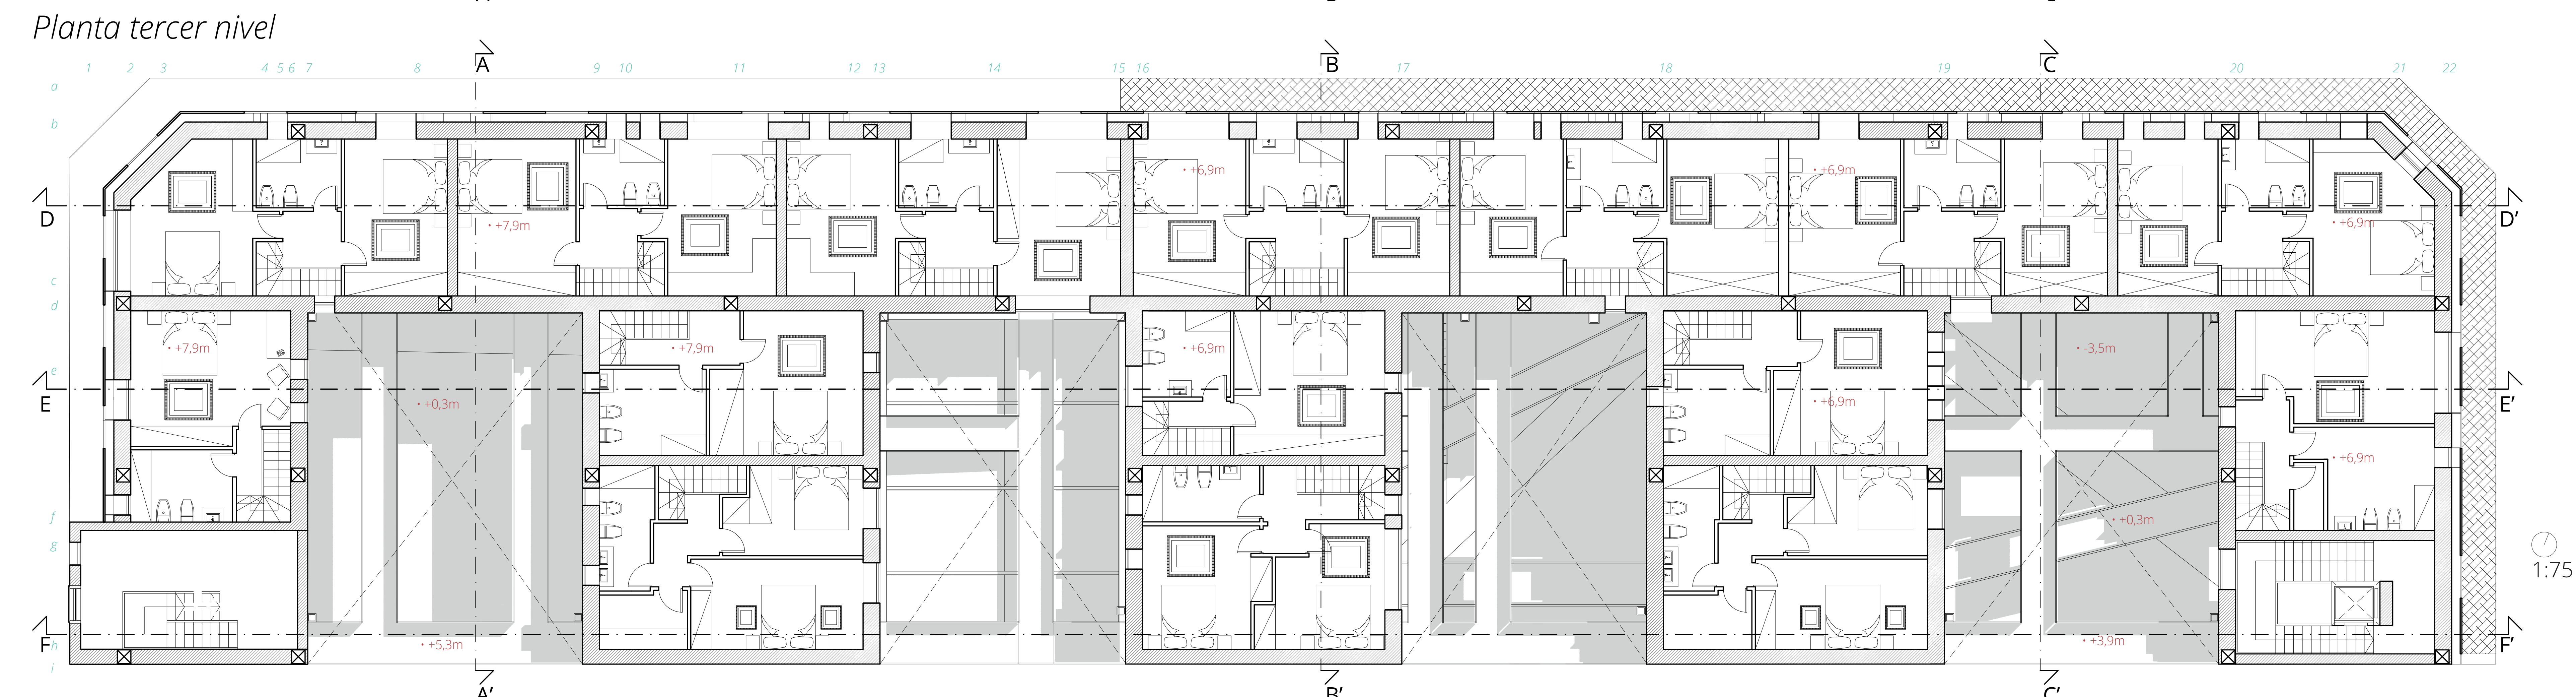 Planta tercer nivel
A B C
1 2 3 4 5 6 7 8 9 10 11 12 13 14 15 16 17 18 19 20 21 22
a
b
+6,9m +6,9m
D D'
+7,9m +6,9m
c
d
+7,9m +7,9m +6,9m -3,5m
e
E E'
+0,3m +6,9m
+6,9m
f
+0,3m
g
1:75
F F'
h
+5,3m +3,9m
i
A' B' C'